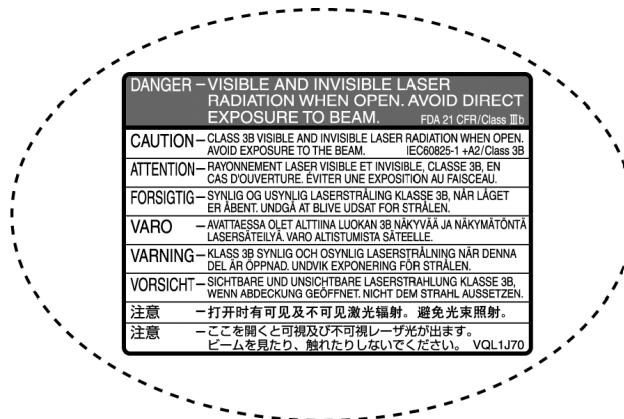 DANGER – VISIBLE AND INVISIBLE LASER
RADIATION WHEN OPEN. AVOID DIRECT
EXPOSURE TO BEAM. FDA 21 CFR/Class Ⅲb
CAUTION – CLASS 3B VISIBLE AND INVISIBLE LASER RADIATION WHEN OPEN.
AVOID EXPOSURE TO THE BEAM. IEC60825-1 +A2/Class 3B
ATTENTION – RAYONNEMENT LASER VISIBLE ET INVISIBLE, CLASSE 3B, EN
CAS D'OUVERTURE. ÉVITER UNE EXPOSITION AU FAISCEAU.
FORSIGTIG – SYNLIG OG USYNLIG LASERSTRÅLING KLASSE 3B, NÅR LÅGET
ER ÅBENT. UNDGÅ AT BLIVE UDSAT FOR STRÅLEN.
VARO – AVATTAESSA OLET ALTTIINA LUOKAN 3B NÄKYVÄÄ JA NÄKYMÄTÖNTÄ
LASERSÄTEILYÄ. VARO ALTISTUMISTA SÄTEELLE.
VARNING – KLASS 3B SYNLIG OCH OSYNLIG LASERSTRÅLNING NÄR DENNA
DEL ÄR ÖPPNAD. UNDVIK EXPONERING FÖR STRÅLEN.
VORSICHT – SICHTBARE UND UNSICHTBARE LASERSTRAHLUNG KLASSE 3B,
WENN ABDECKUNG GEÖFFNET. NICHT DEM STRAHL AUSSETZEN.
注意 – 打开时有可见及不可见激光辐射。避免光束照射。
注意 – ここを開くと可視及び不可視レーザ光が出ます。
ビームを見たり、触れたりしないでください。 VQL1J70